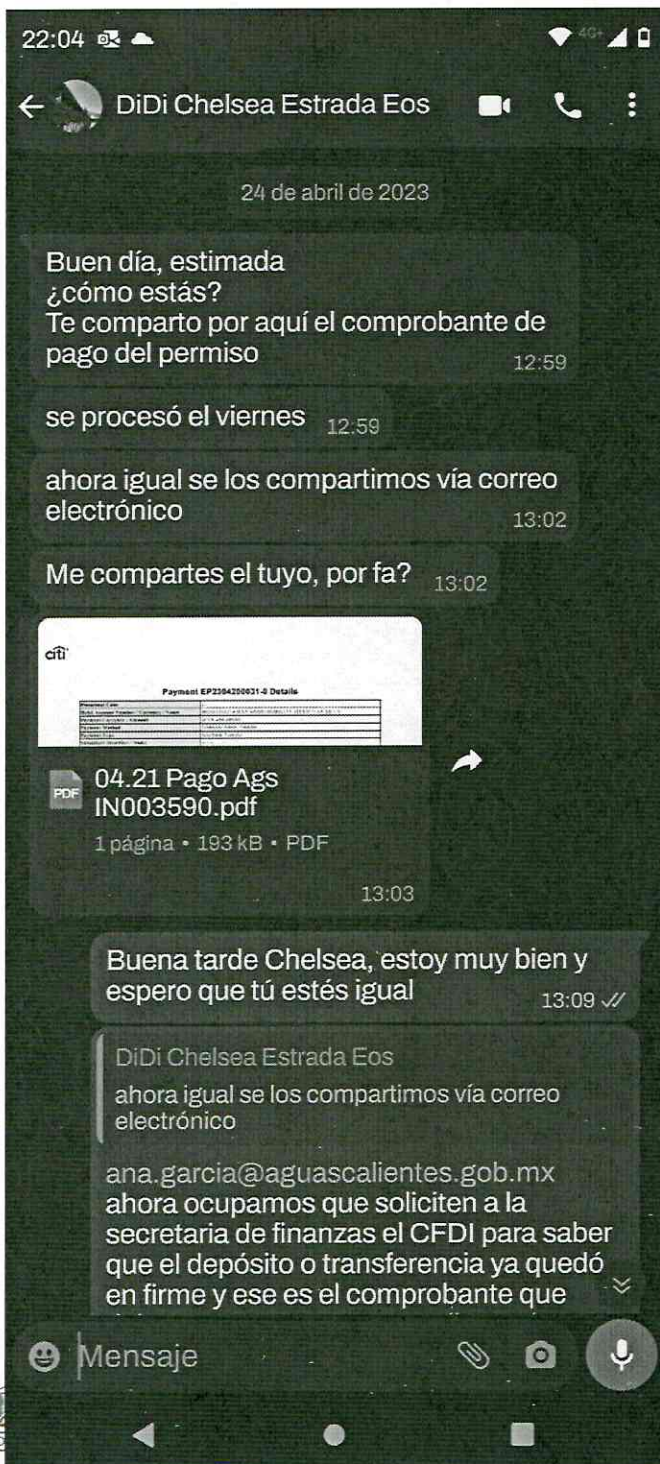 22:04
4G+
DiDi Chelsea Estrada Eos
24 de abril de 2023
Buen día, estimada
¿cómo estás?
Te comparto por aquí el comprobante de
pago del permiso
12:59
se procesó el viernes 12:59
ahora igual se los compartimos vía correo
electrónico
13:02
Me compartes el tuyo, por fa? 13:02
citi
Payment EP2304200031-0 Details
PDF
04.21 Pago Ags
IN003590.pdf
1 página • 193 kB • PDF
13:03
Buena tarde Chelsea, estoy muy bien y
espero que tú estés igual
13:09
DiDi Chelsea Estrada Eos
ahora igual se los compartimos vía correo
electrónico
ana.garcia@aguascalientes.gob.mx
ahora ocupamos que soliciten a la
secretaria de finanzas el CFDI para saber
que el depósito o transferencia ya quedó
en firme y ese es el comprobante que
Mensaje